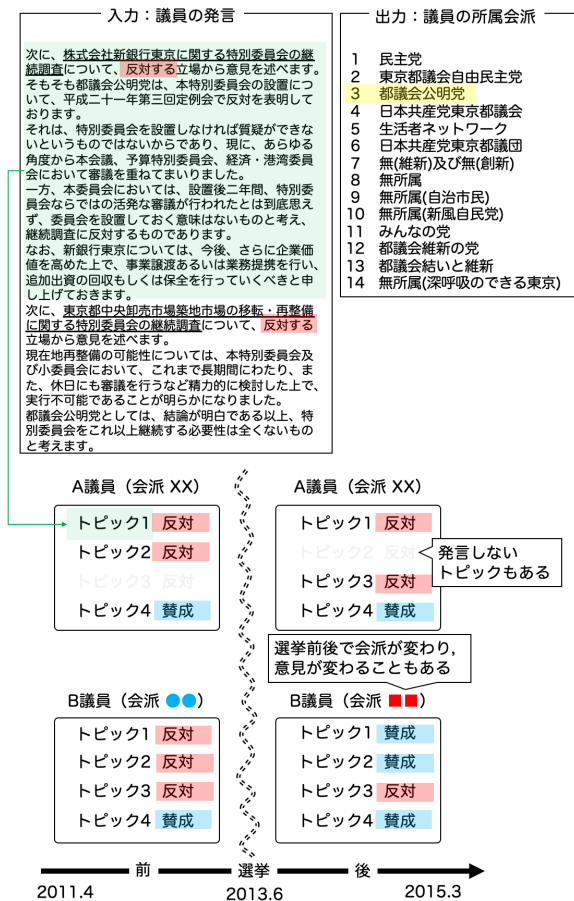 入力：議員の発言
次に、株式会社新銀行東京に関する特別委員会の継
続調査について、反対する立場から意見を述べます。
そもそも都議会公明党は、本特別委員会の設置につ
いて、平成二十一年第三回定例会で反対を表明して
おります。
それは、特別委員会を設置しなければ質疑ができな
いというものではないからであり、現に、あらゆる
角度から本会議、予算特別委員会、経済・港湾委員
会において審議を重ねてまいりました。
一方、本委員会においては、設置後二年間、特別委
員会ならではの活発な審議が行われたとは到底思え
ず、委員会を設置しておく意味はないものと考え、
継続調査に反対するものであります。
なお、新銀行東京については、今後、さらに企業価
値を高めた上で、事業譲渡あるいは業務提携を行い、
追加出資の回収もしくは保全を行っていくべきと申
し上げておきます。
次に、東京都中央卸売市場築地市場の移転・再整備
に関する特別委員会の継続調査について、反対する
立場から意見を述べます。
現在地再整備の可能性については、本特別委員会及
び小委員会において、これまで長期間にわたり、ま
た、休日にも審議を行うなど精力的に検討した上で、
実行不可能であることが明らかになりました。
都議会公明党としては、結論が明白である以上、特
別委員会をこれ以上継続する必要性は全くないもの
と考えます。
出力：議員の所属会派
1 民主党
2 東京都議会自由民主党
3 都議会公明党
4 日本共産党東京都議会
5 生活者ネットワーク
6 日本共産党東京都議団
7 無(維新)及び無(創新)
8 無所属
9 無所属(自治市民)
10 無所属(新風自民党)
11 みんなの党
12 都議会維新の党
13 都議会結いと維新
14 無所属(深呼吸のできる東京)
A議員（会派 XX）
トピック1 反対
トピック2 反対
トピック3 反対
トピック4 賛成
A議員（会派 XX）
トピック1 反対
トピック2 反対
トピック3 反対
トピック4 賛成
発言しない
トピックもある
選挙前後で会派が変わり，
意見が変わることもある
B議員（会派 ●●）
トピック1 反対
トピック2 反対
トピック3 反対
トピック4 賛成
B議員（会派 ■■）
トピック1 賛成
トピック2 賛成
トピック3 反対
トピック4 賛成
前 選挙 後
2011.4 2013.6 2015.3